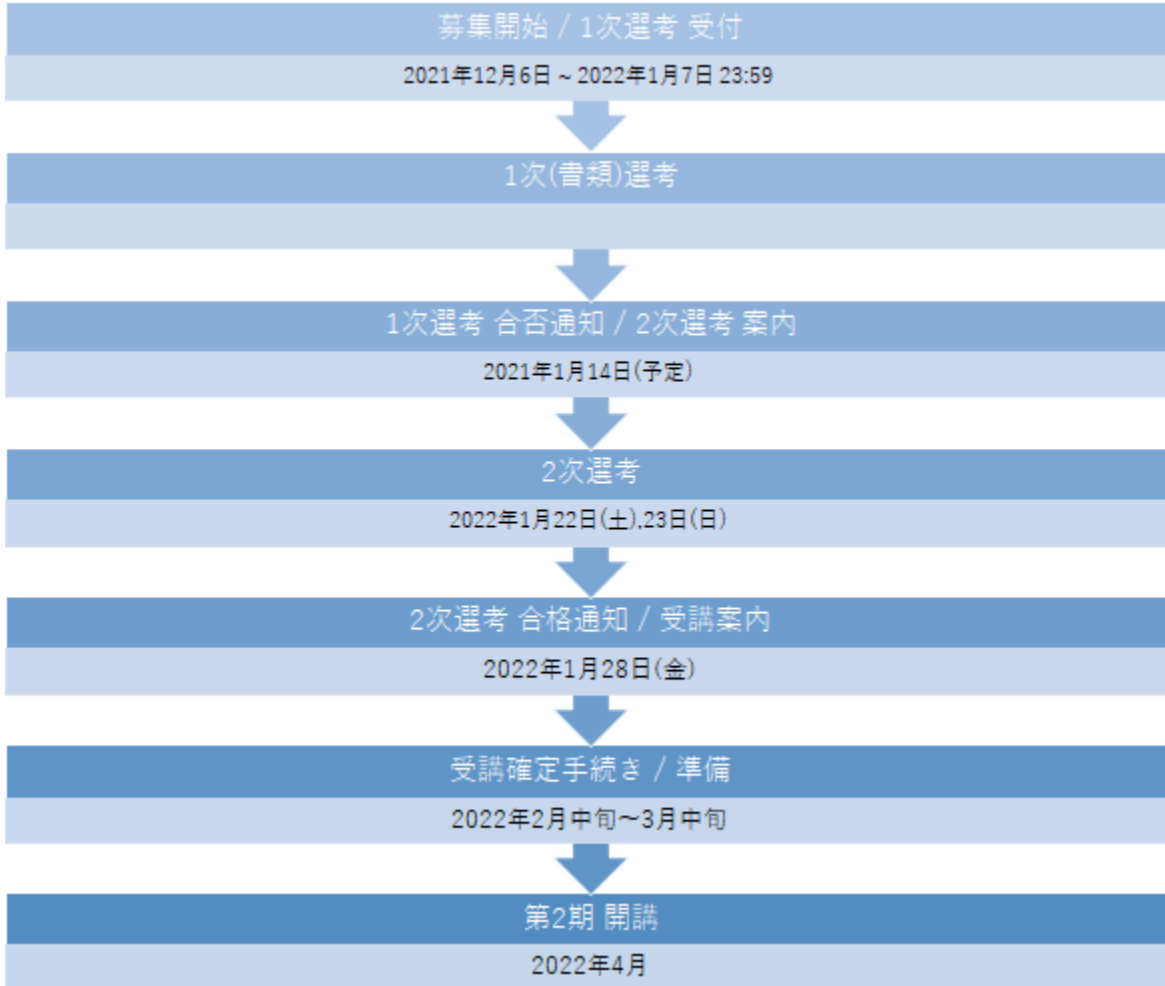 募集開始 / 1次選考 受付
2021年12月6日 ~ 2022年1月7日 23:59
1次(書類)選考
1次選考 合否通知 / 2次選考 案内
2021年1月14日(予定)
2次選考
2022年1月22日(土),23日(日)
2次選考 合格通知 / 受講案内
2022年1月28日(金)
受講確定手続き / 準備
2022年2月中旬～3月中旬
第2期 開講
2022年4月